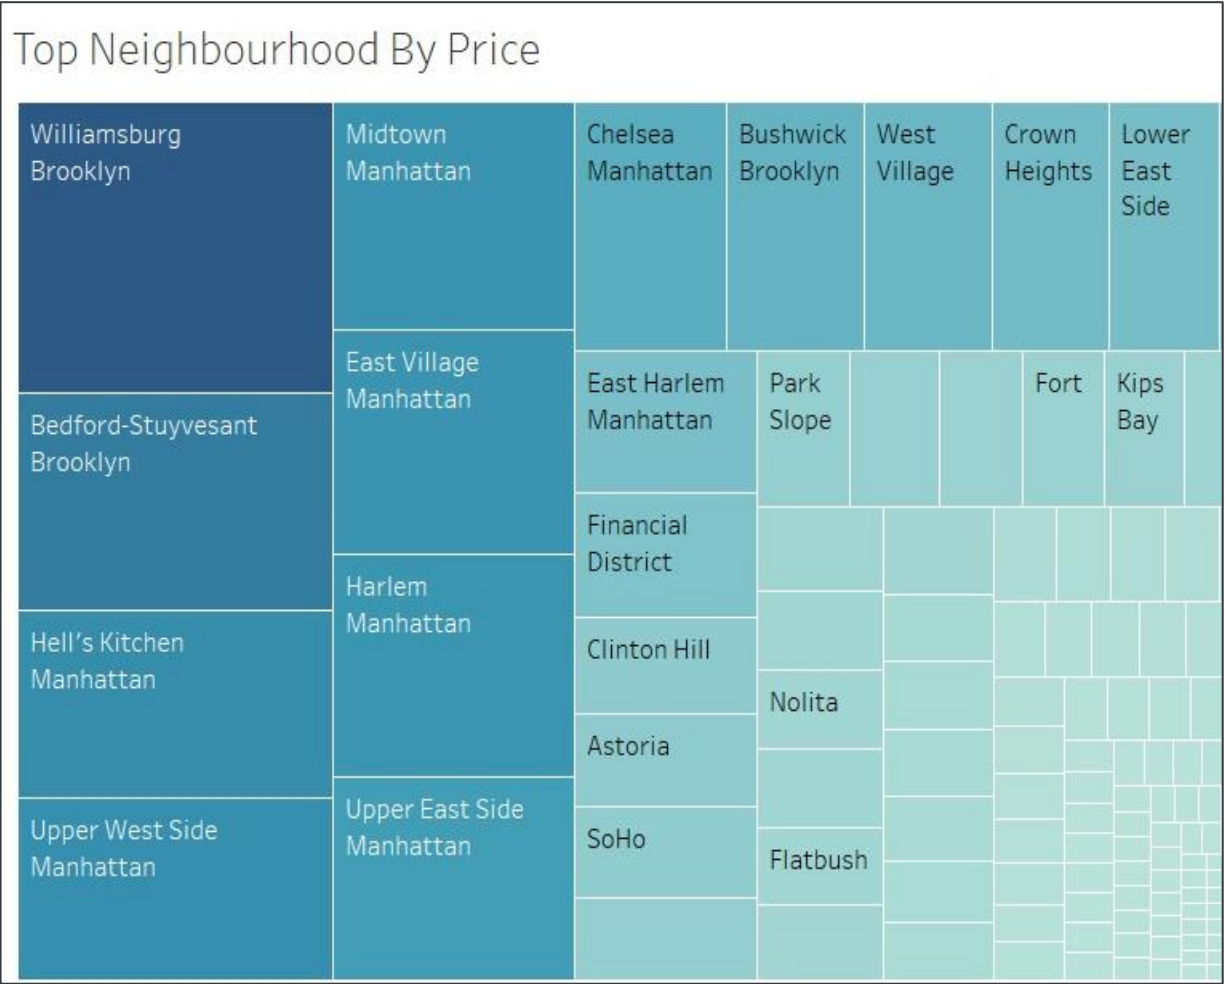 Top Neighbourhood By Price
Williamsburg
Brooklyn
Bedford-Stuyvesant
Brooklyn
Hell's Kitchen
Manhattan
Upper West Side
Manhattan
Midtown
Manhattan
East Village
Manhattan
Harlem
Manhattan
Upper East Side
Manhattan
Chelsea
Manhattan
Bushwick
Brooklyn
West
Village
Crown
Heights
Lower
East
Side
East Harlem
Manhattan
Financial
District
Clinton Hill
Astoria
SoHo
Park
Slope
Fort
Kips
Bay
Nolita
Flatbush